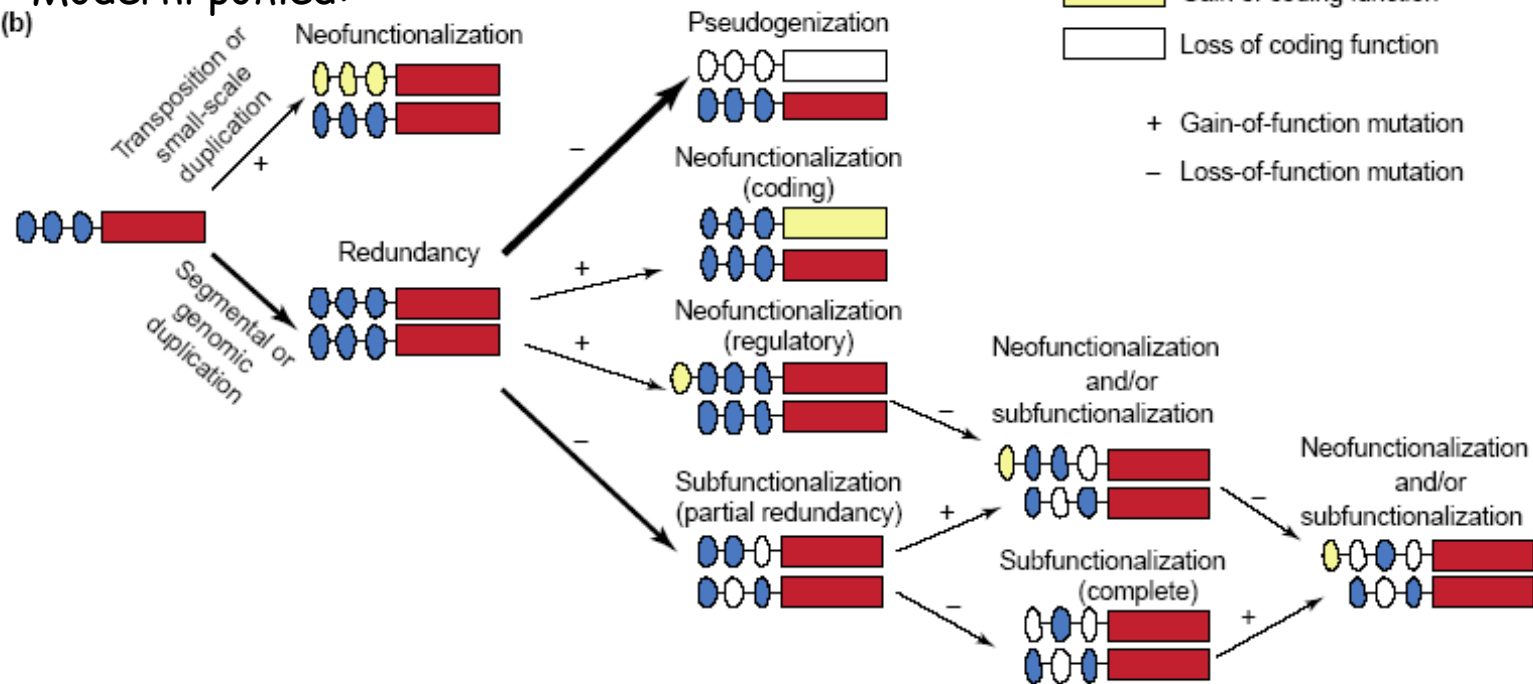 (b)
Transposition or
small-scale
duplication
+
Neofunctionalization
Segmental or
genomic
duplication
Redundancy
–
Pseudogenization
+
Neofunctionalization
(coding)
+
Neofunctionalization
(regulatory)
–
Subfunctionalization
(partial redundancy)
–
+
Neofunctionalization
and/or
subfunctionalization
–
Subfunctionalization
(complete)
–
+
Neofunctionalization
and/or
subfunctionalization
Loss of coding function
+ Gain-of-function mutation
– Loss-of-function mutation